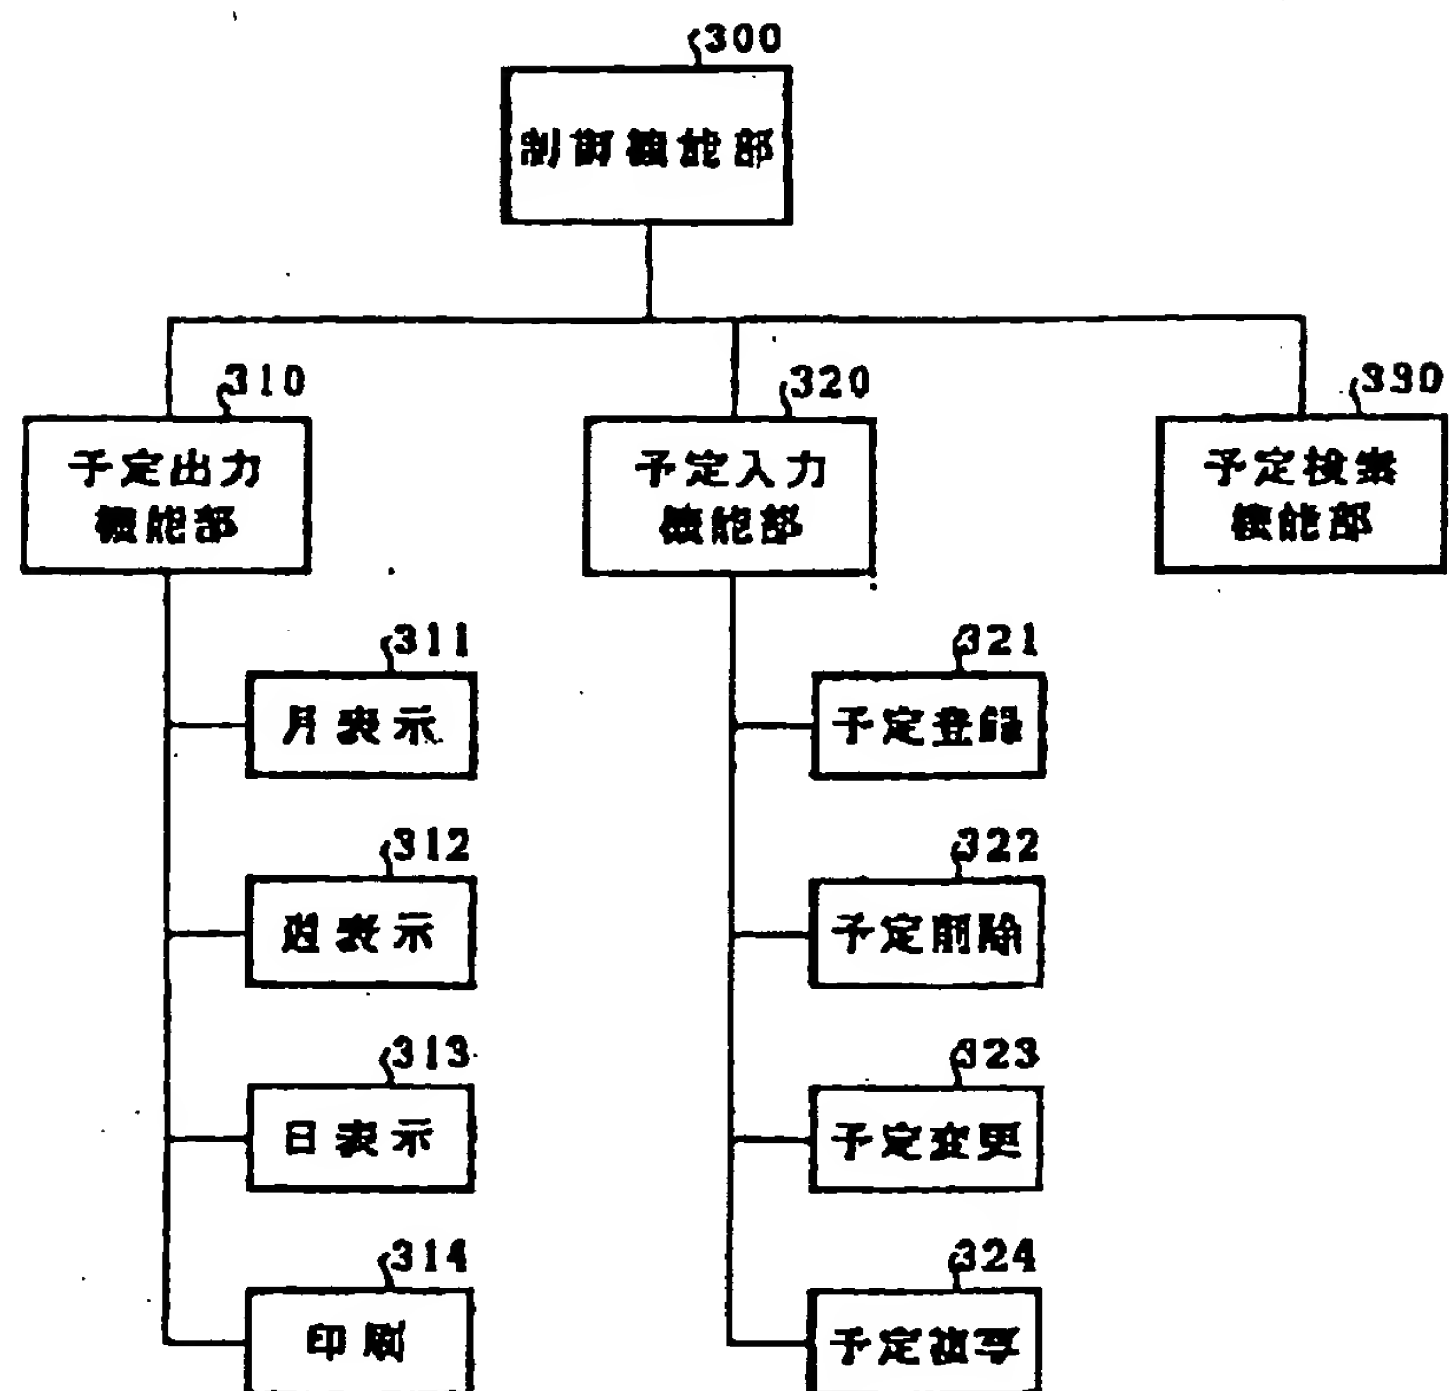 300
制御機能部
310
予定出力
機能部
320
予定入力
機能部
330
予定検索
機能部
311
月表示
321
予定登録
312
週表示
322
予定削除
313
日表示
323
予定変更
314
印刷
324
予定複写